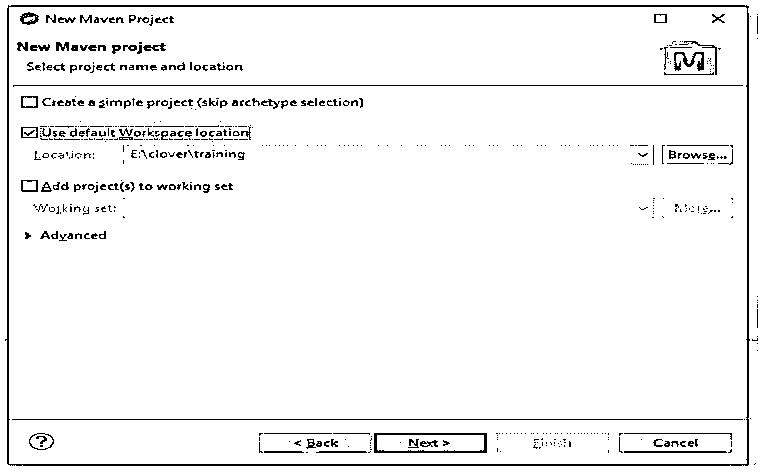 New Maven Project
New Maven project
Select project name and location
Create a simple project (skip archetype selection)
Use default Workspace location
Location: E:\clover\training Browse...
Add project(s) to working set
Working set: More...
Advanced
? < Back Next > Finish Cancel